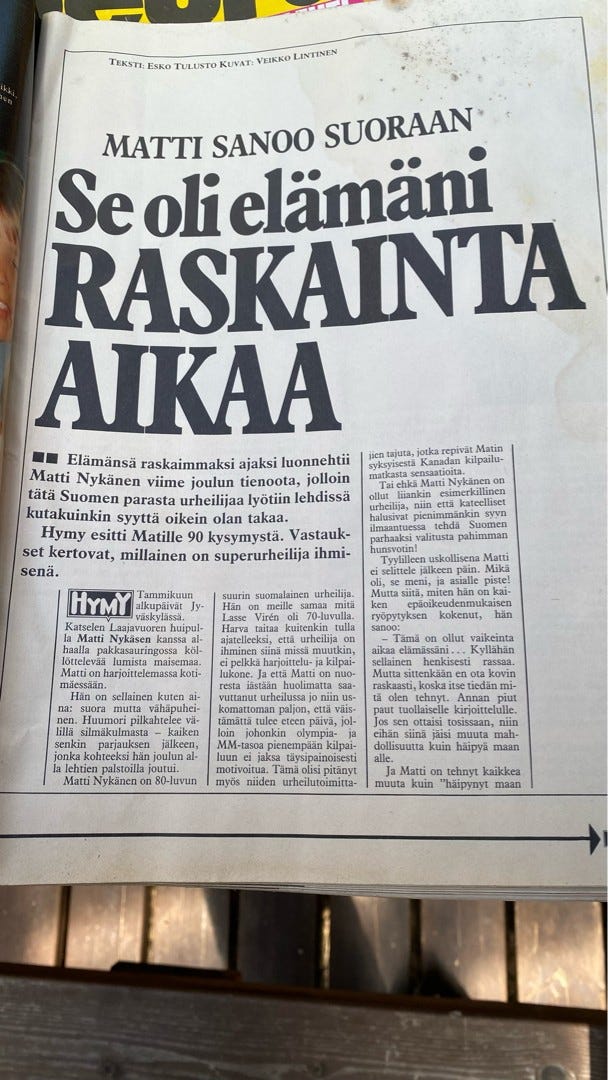 TEKSTI: ESKO TULUSTO KUVAT: VEIKKO LINTINEN
MATTI SANOO SUORAAN
Se oli elämäni
RASKAINTA
AIKAA
■■ Elämänsä raskaimmaksi ajaksi luonnehtii
Matti Nykänen viime joulun tienoota, jolloin
tätä Suomen parasta urheilijaa lyötiin lehdissä
kutakuinkin syyttä oikein olan takaa.
Hymy esitti Matille 90 kysymystä. Vastauk-
set kertovat, millainen on superurheilija ihmi-
senä.
HYMY Tammikuun
alkupäivät Jy-
väskylässä.
Katselen Laajavuoren huipul-
la Matti Nykäsen kanssa al-
haalla pakkasauringossa köl-
löttelevää lumista maisemaa.
Matti on harjoittelemassa koti-
mäessään.
Hän on sellainen kuten ai-
na: suora mutta vähäpuhei-
nen. Huumori pilkahtelee vä-
lillä silmäkulmasta – kaiken
senkin parjauksen jälkeen,
jonka kohteeksi hän joulun al-
la lehtien palstoilla joutui.
Matti Nykänen on 80-luvun
suurin suomalainen urheilija.
Hän on meille samaa mitä
Lasse Virén oli 70-luvulla.
Harva taitaa kuitenkin tulla
ajatelleeksi, että urheilija on
ihminen siinä missä muutkin,
ei pelkkä harjoittelu- ja kilpai-
lukone. Ja että Matti on nuo-
resta iästään huolimatta saa-
vuttanut urheilussa jo niin us-
komattoman paljon, että väis-
tämättä tulee eteen päivä, jol-
loin johonkin olympia- ja
MM-tasoa pienempään kilpai-
luun ei jaksa täysipainoisesti
motivoitua. Tämä olisi pitänyt
myös niiden urheilutoimitta-
jien tajuta, jotka repivät Matin
syksyisestä Kanadan kilpailu-
matkasta sensaatioita.
Tai ehkä Matti Nykänen on
ollut liiankin esimerkillinen
urheilija, niin että kateelliset
halusivat pienimmänkin syyn
ilmaantuessa tehdä Suomen
parhaaksi valitusta pahimman
hunsvotin!
Tyylilleen uskollisena Matti
ei selittele jälkeen päin. Mikä
oli, se meni, ja asialle piste!
Mutta siitä, miten hän on kai-
ken epäoikeudenmukaisen
ryöpytyksen kokenut, hän
sanoo:
– Tämä on ollut vaikeinta
aikaa elämässäni... Kyllähän
sellainen henkisesti rassaa.
Mutta sittenkään en ota kovin
raskaasti, koska itse tiedän mi-
tä olen tehnyt. Annan piut
paut tuollaiselle kirjoittelulle.
Jos sen ottaisi tosissaan, niin
eihän siinä jäisi muuta mah-
dollisuutta kuin häipyä maan
alle.
Ja Matti on tehnyt kaikkea
muuta kuin "häipynyt maan